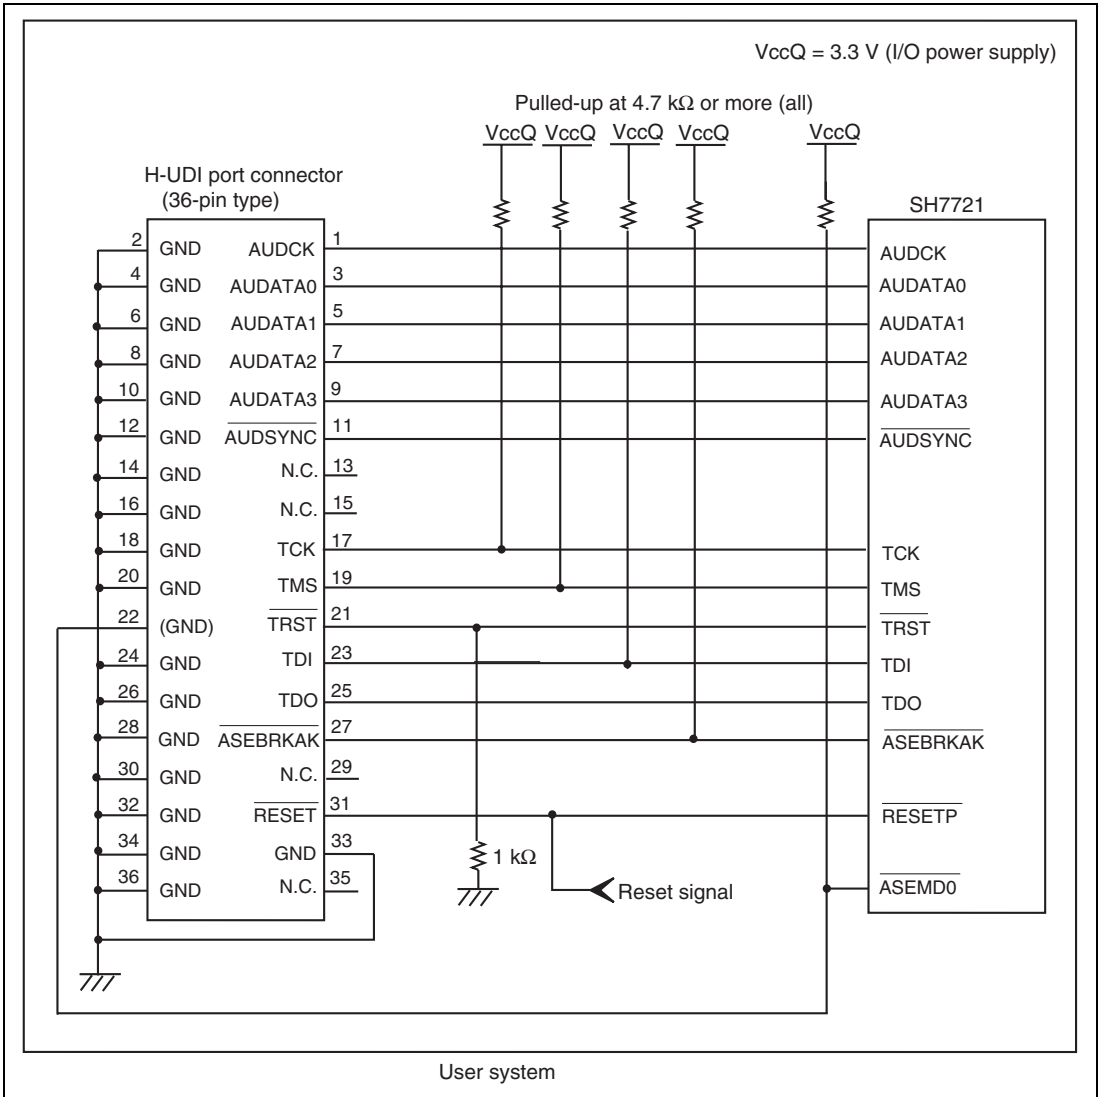 VccQ = 3.3 V (I/O power supply)
Pulled-up at 4.7 kΩ or more (all)
VccQ VccQ VccQ VccQ VccQ
H-UDI port connector
(36-pin type)
SH7721
2 GND AUDCK 1 AUDCK
4 GND AUDATA0 3 AUDATA0
6 GND AUDATA1 5 AUDATA1
8 GND AUDATA2 7 AUDATA2
10 GND AUDATA3 9 AUDATA3
12 GND AUDSYNC 11 AUDSYNC
14 GND N.C. 13
16 GND N.C. 15
18 GND TCK 17 TCK
20 GND TMS 19 TMS
22 (GND) TRST 21 TRST
24 GND TDI 23 TDI
26 GND TDO 25 TDO
28 GND ASEBRKAK 27 ASEBRKAK
30 GND N.C. 29
32 GND RESET 31 RESETP
34 GND GND 33 1 kΩ
36 GND N.C. 35 Reset signal ASEMD0
User system